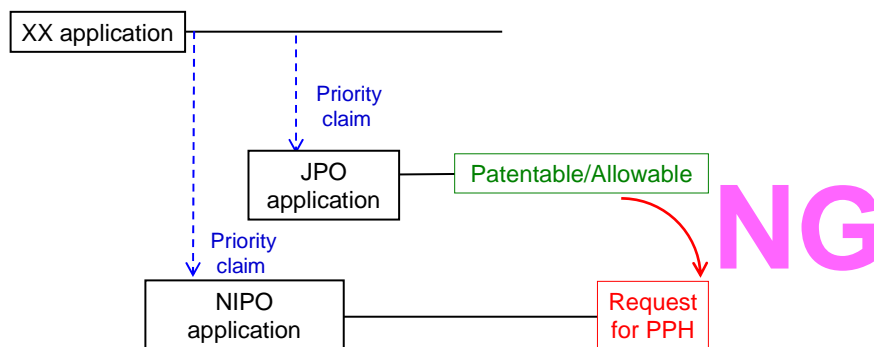 XX application
Priority
claim
JPO
application
Patentable/Allowable
NG
Priority
claim
NIPO
application
Request
for PPH